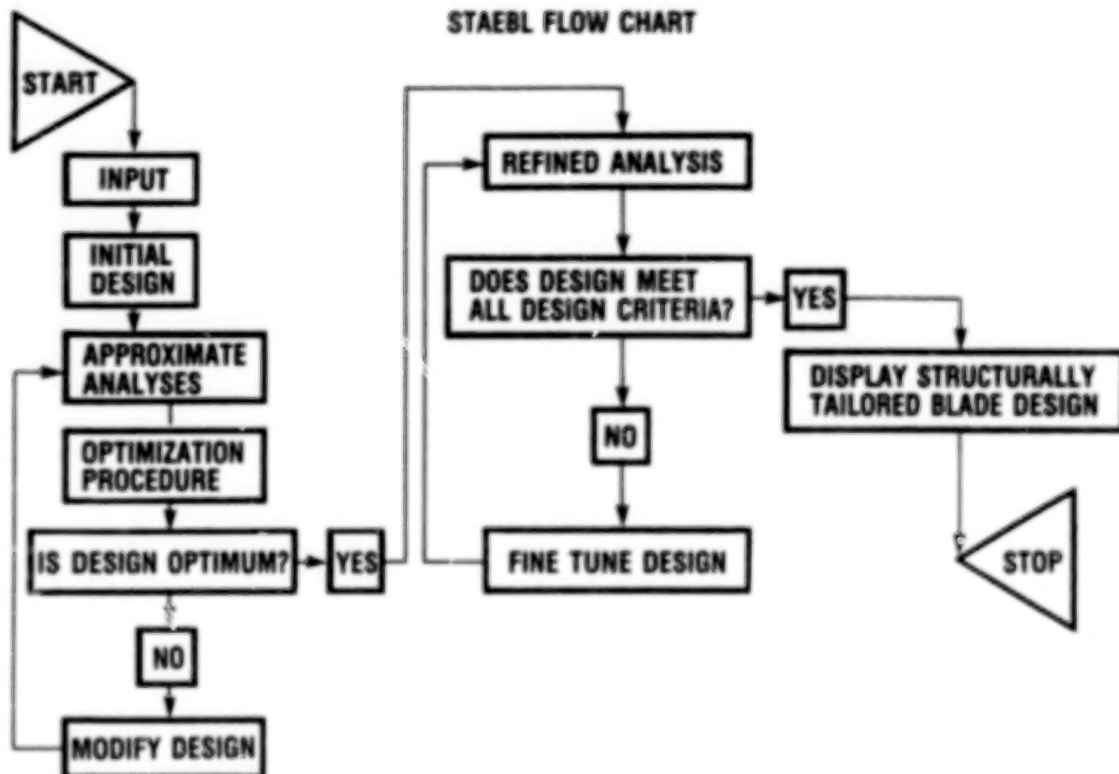 STAEBL FLOW CHART
START
INPUT
INITIAL
DESIGN
APPROXIMATE
ANALYSES
OPTIMIZATION
PROCEDURE
IS DESIGN OPTIMUM?
YES
NO
MODIFY DESIGN
REFINED ANALYSIS
DOES DESIGN MEET
ALL DESIGN CRITERIA?
YES
NO
FINE TUNE DESIGN
DISPLAY STRUCTURALLY
TAILORED BLADE DESIGN
STOP